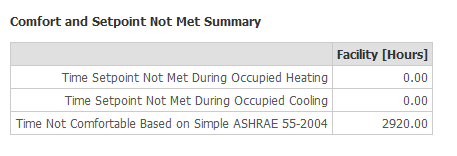 Comfort and Setpoint Not Met Summary
Facility [Hours]
Time Setpoint Not Met During Occupied Heating 0.00
Time Setpoint Not Met During Occupied Cooling 0.00
Time Not Comfortable Based on Simple ASHRAE 55-2004 2920.00